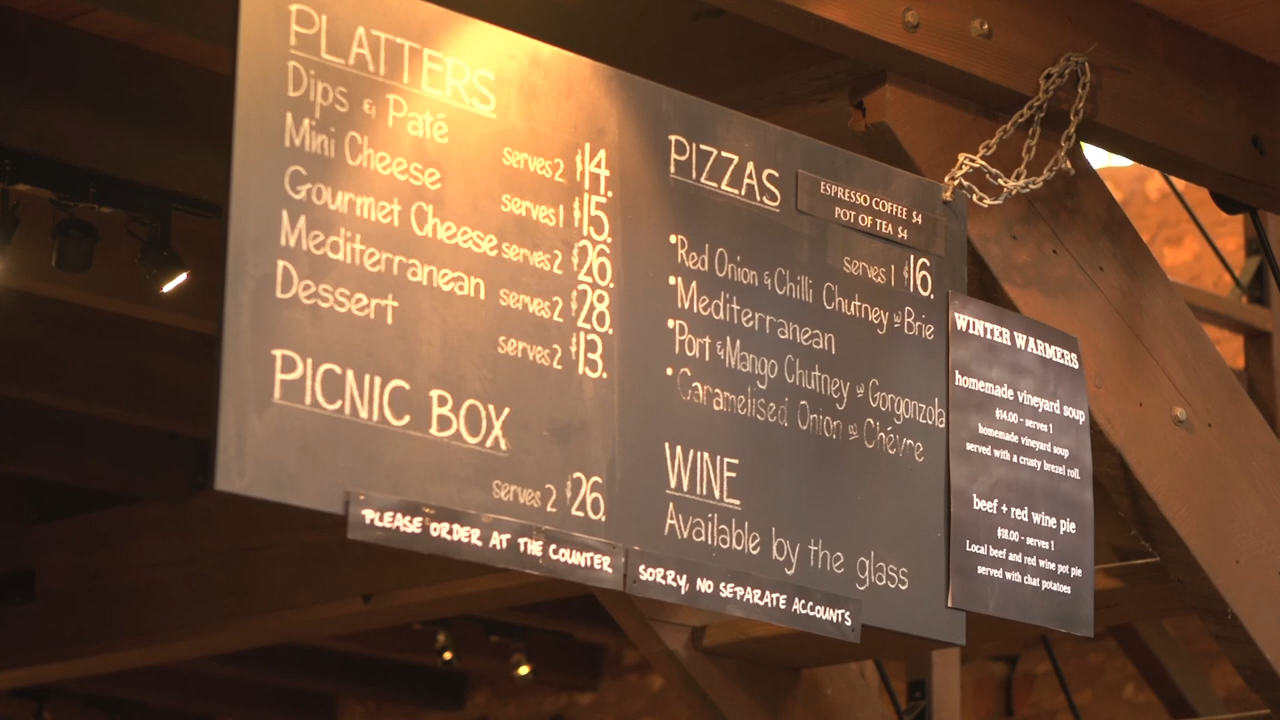 PLATTERS
Dips & Paté serves 2 $14.
Mini Cheese serves 1 $15.
Gourmet Cheese serves 2 $26.
Mediterranean serves 2 $28.
Dessert serves 2 $13.
PICNIC BOX
serves 2 $26.
PLEASE ORDER AT THE COUNTER
PIZZAS
ESPRESSO COFFEE $4
POT OF TEA $4
serves 1 $16.
•Red Onion & Chilli Chutney w Brie
•Mediterranean
•Port & Mango Chutney w Gorgonzola
•Caramelised Onion w Chévre
WINE
Available by the glass
SORRY, NO SEPARATE ACCOUNTS
WINTER WARMERS
homemade vineyard soup
$14.00 - serves 1
homemade vineyard soup
served with a crusty brezel roll.
beef + red wine pie
$18.00 - serves 1
Local beef and red wine pot pie
served with chat potatoes